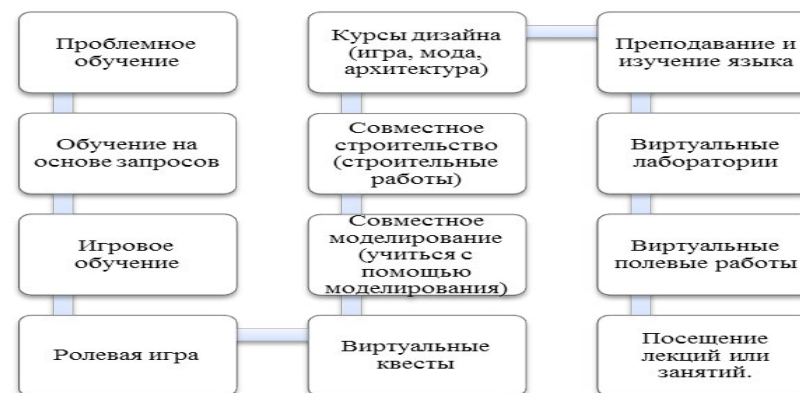 Проблемное
обучение
Обучение на
основе запросов
Игровое
обучение
Ролевая игра
Виртуальные
квесты
Совместное
моделирование
(учиться с
помощью
моделирования)
Совместное
строительство
(строительные
работы)
Курсы дизайна
(игра, мода,
архитектура)
Преподавание и
изучение языка
Виртуальные
лаборатории
Виртуальные
полевые работы
Посещение
лекций или
занятий.